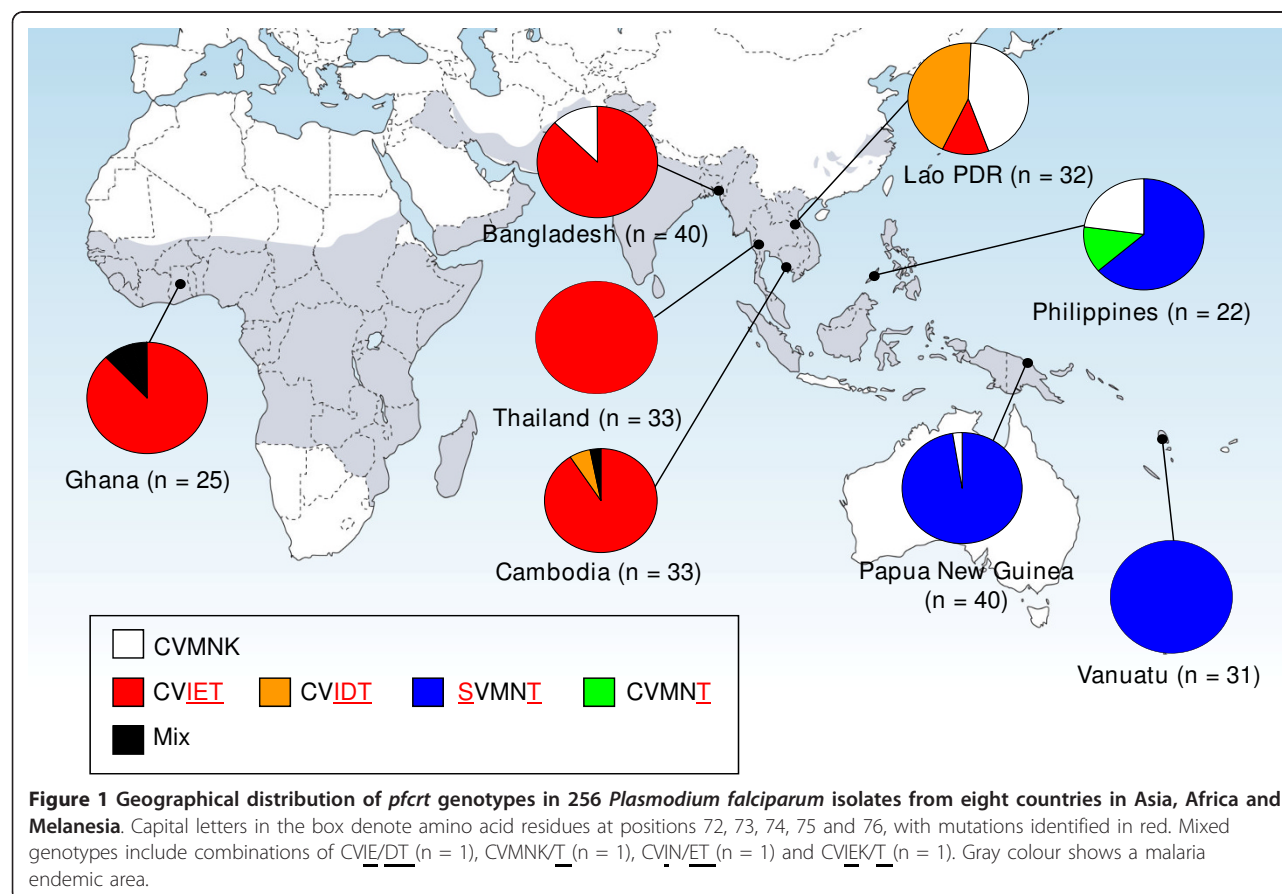 Lao PDR (n = 32)
Bangladesh (n = 40)
Philippines (n = 22)
Thailand (n = 33)
Ghana (n = 25)
Cambodia (n = 33)
Papua New Guinea
(n = 40)
Vanuatu (n = 31)
CVMNK
CVIET CVIDT SVMNT CVMNT
Mix
Figure 1 Geographical distribution of pfcrt genotypes in 256 Plasmodium falciparum isolates from eight countries in Asia, Africa and
Melanesia. Capital letters in the box denote amino acid residues at positions 72, 73, 74, 75 and 76, with mutations identified in red. Mixed
genotypes include combinations of CVIE/DT (n = 1), CVMNK/T (n = 1), CVIN/ET (n = 1) and CVIEK/T (n = 1). Gray colour shows a malaria
endemic area.